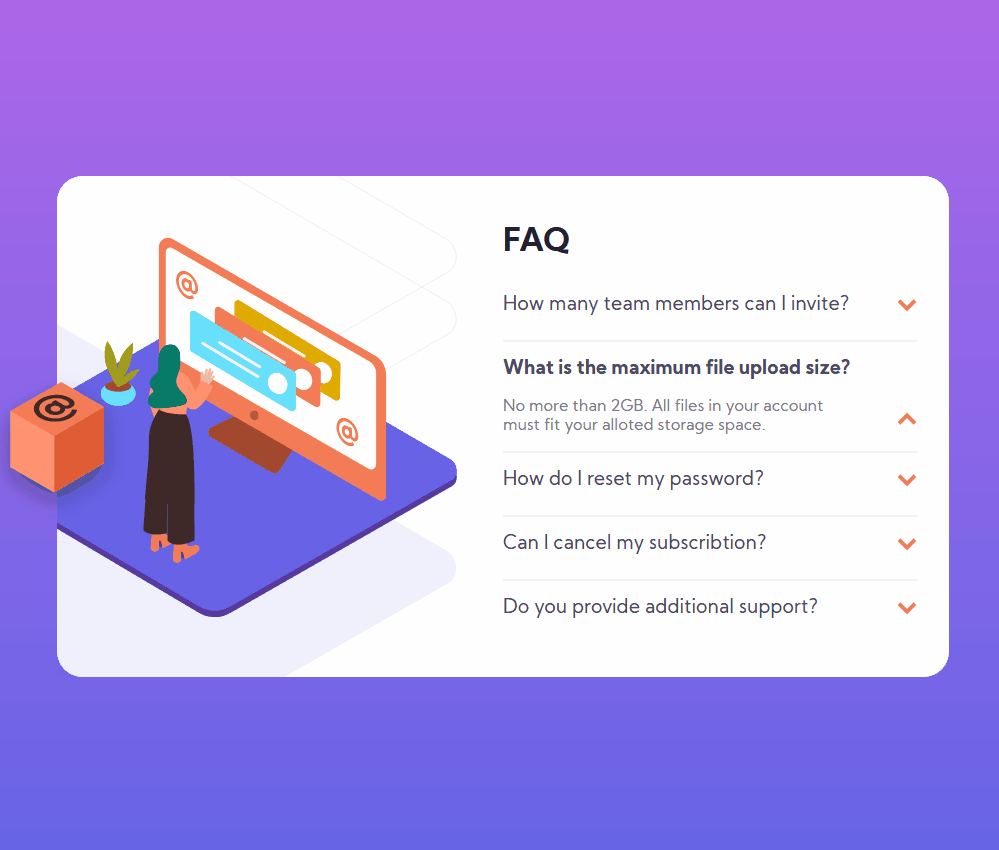 FAQ
How many team members can I invite?
What is the maximum file upload size?
No more than 2GB. All files in your account
must fit your alloted storage space.
How do I reset my password?
Can I cancel my subscribtion?
Do you provide additional support?
@
@
@